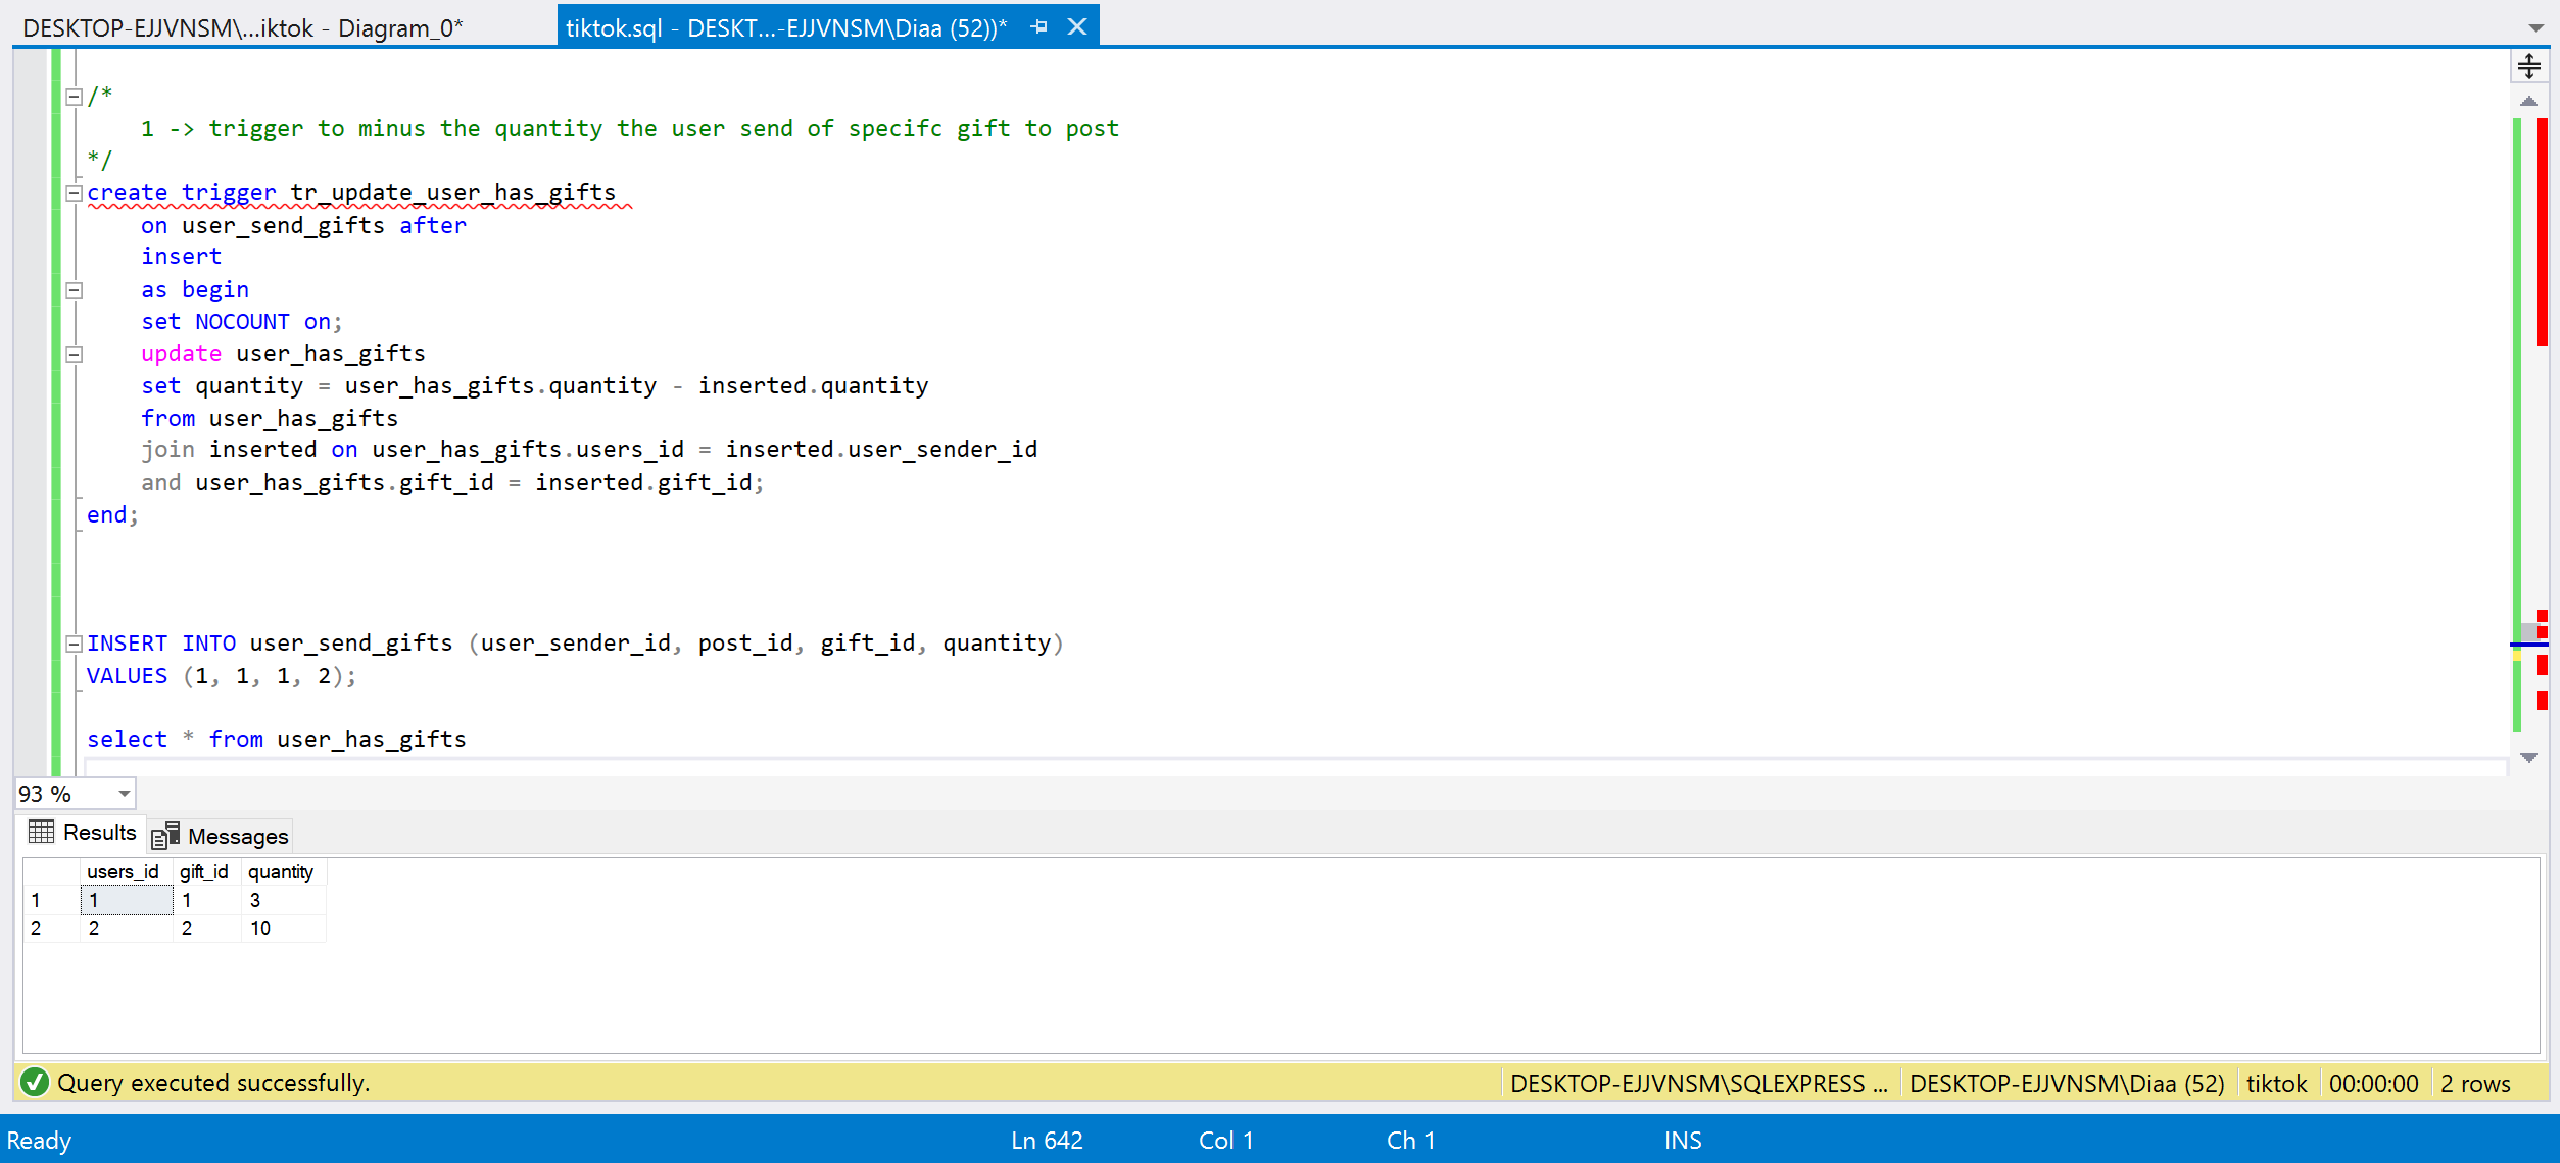 DESKTOP-EJJVNSM\...iktok - Diagram_0*
tiktok.sql - DESKT...-EJJVNSM\Diaa (52))*
/*
1 -> trigger to minus the quantity the user send of specifc gift to post
*/
create trigger tr_update_user_has_gifts
on user_send_gifts after
insert
as begin
set NOCOUNT on;
update user_has_gifts
set quantity = user_has_gifts.quantity - inserted.quantity
from user_has_gifts
join inserted on user_has_gifts.users_id = inserted.user_sender_id
and user_has_gifts.gift_id = inserted.gift_id;
end;
INSERT INTO user_send_gifts (user_sender_id, post_id, gift_id, quantity)
VALUES (1, 1, 1, 2);
select * from user_has_gifts
93 %
Results Messages
users_id gift_id quantity
1 1 1 3
2 2 2 10
Query executed successfully. DESKTOP-EJJVNSM\SQLEXPRESS ... DESKTOP-EJJVNSM\Diaa (52) tiktok 00:00:00 2 rows
Ready Ln 642 Col 1 Ch 1 INS